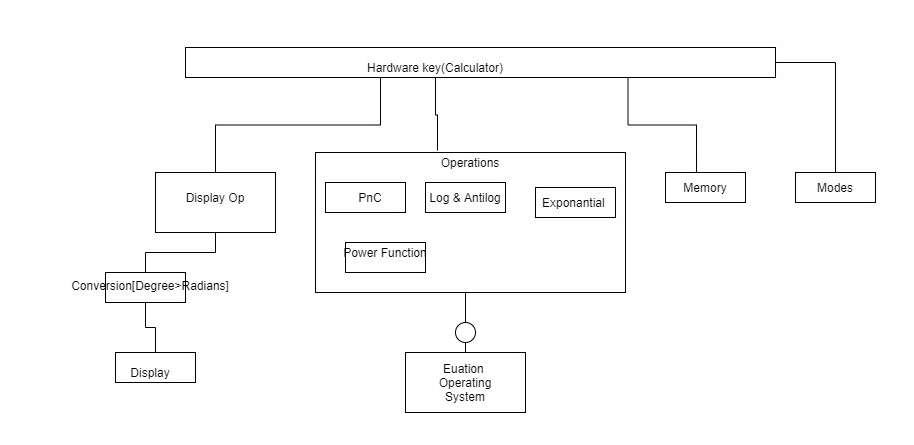 Hardware key(Calculator)
Operations
Display Op
PnC
Log & Antilog
Exponantial
Memory
Modes
Power Function
Conversion[Degree>Radians]
Display
Euation
Operating
System